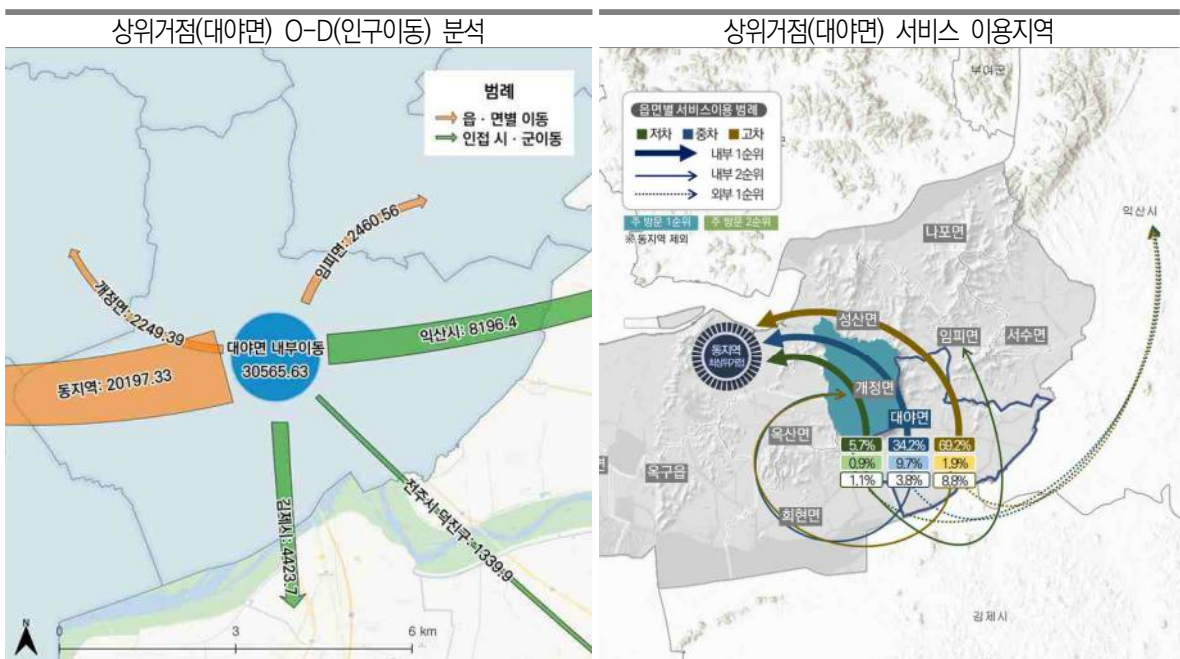 상위거점(대야면) O-D(인구이동) 분석
범례
읍·면별 이동
인접 시·군이동
임피면: 2460.56
개정면: 2249.39
대야면 내부이동
30565.63
익산시: 8196.4
동지역: 20197.33
김제시: 4423.7
전주시 덕진구: 1339.9
N
0 3 6 km
상위거점(대야면) 서비스 이용지역
부여군
읍면별 서비스이용 범례
저차 중차 고차
내부 1순위
내부 2순위
외부 1순위
주 방문 1순위 주 방문 2순위
※ 동지역 제외
익산시
나포면
성산면
임피면
서수면
동지역
최상위거점
개정면
대야면
옥산면
5.7% 34.2% 69.2%
0.9% 9.7% 1.9%
1.1% 3.8% 8.8%
옥구읍
면
회현면
김제시